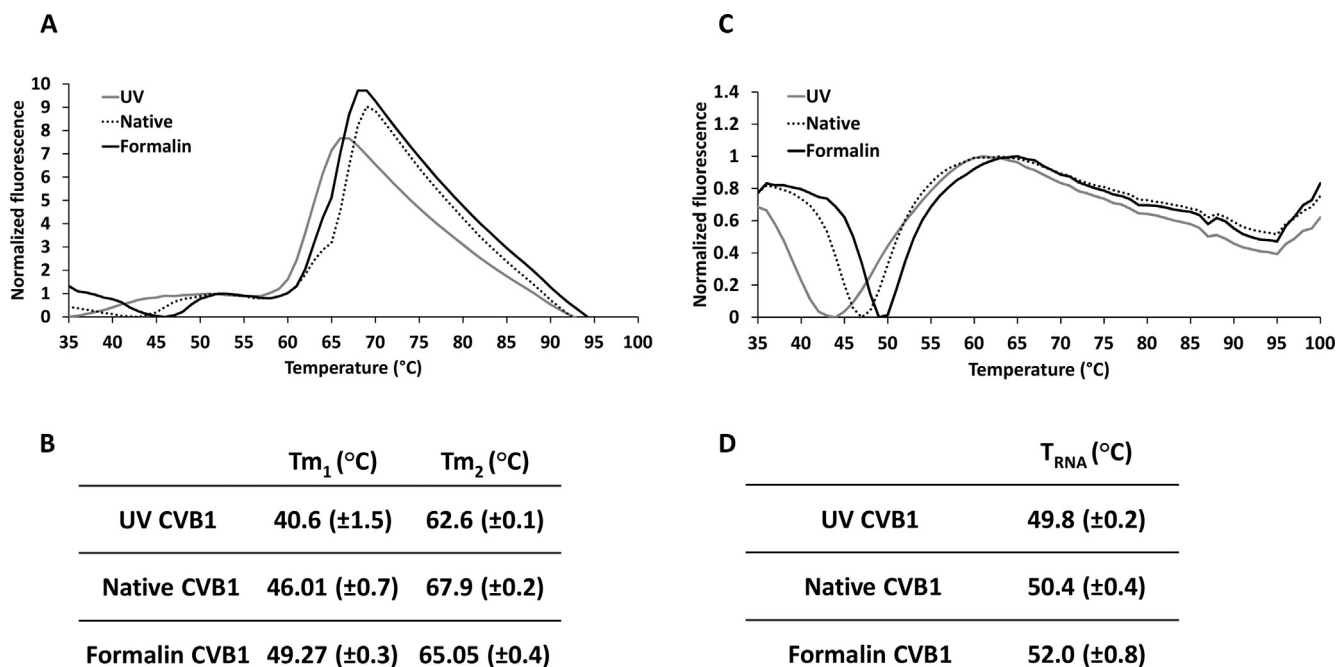 A
UV
Native
Formalin
Normalized fluorescence
10
9
8
7
6
5
4
3
2
1
0
35 40 45 50 55 60 65 70 75 80 85 90 95 100
Temperature (°C)
C
UV
Native
Formalin
Normalized fluorescence
1.4
1.2
1
0.8
0.6
0.4
0.2
0
35 40 45 50 55 60 65 70 75 80 85 90 95 100
Temperature (°C)
B
Tm1 (°C) Tm2 (°C)
UV CVB1 40.6 (±1.5) 62.6 (±0.1)
Native CVB1 46.01 (±0.7) 67.9 (±0.2)
Formalin CVB1 49.27 (±0.3) 65.05 (±0.4)
D
TRNA (°C)
UV CVB1 49.8 (±0.2)
Native CVB1 50.4 (±0.4)
Formalin CVB1 52.0 (±0.8)